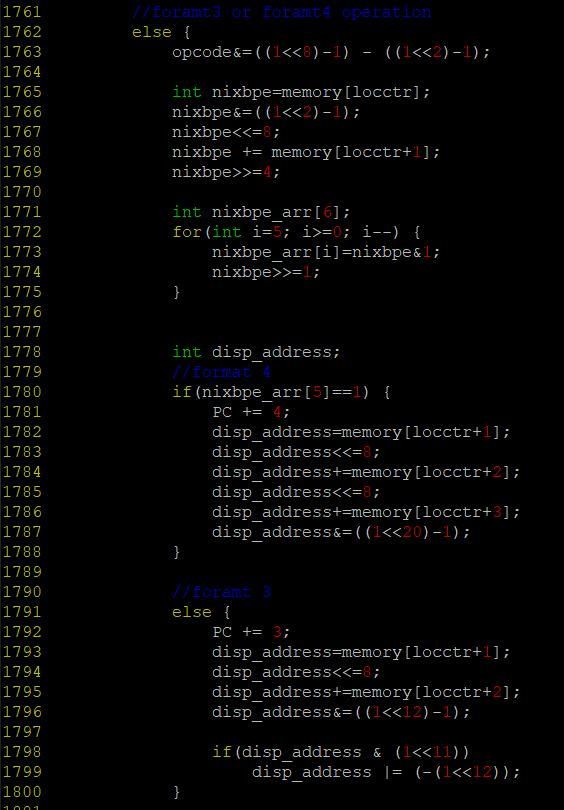 1761 //foramt3 or foramt4 operation
1762 else {
1763 opcode&=((1<<8)-1) - ((1<<2)-1);
1764
1765 int nixbpe=memory[locctr];
1766 nixbpe&=((1<<2)-1);
1767 nixbpe<<=8;
1768 nixbpe += memory[locctr+1];
1769 nixbpe>>=4;
1770
1771 int nixbpe_arr[6];
1772 for(int i=5; i>=0; i--) {
1773 nixbpe_arr[i]=nixbpe&1;
1774 nixbpe>>=1;
1775 }
1776
1777
1778 int disp_address;
1779 //format 4
1780 if(nixbpe_arr[5]==1) {
1781 PC += 4;
1782 disp_address=memory[locctr+1];
1783 disp_address<<=8;
1784 disp_address+=memory[locctr+2];
1785 disp_address<<=8;
1786 disp_address+=memory[locctr+3];
1787 disp_address&=((1<<20)-1);
1788 }
1789
1790 //foramt 3
1791 else {
1792 PC += 3;
1793 disp_address=memory[locctr+1];
1794 disp_address<<=8;
1795 disp_address+=memory[locctr+2];
1796 disp_address&=((1<<12)-1);
1797
1798 if(disp_address & (1<<11))
1799 disp_address |= (-(1<<12));
1800 }